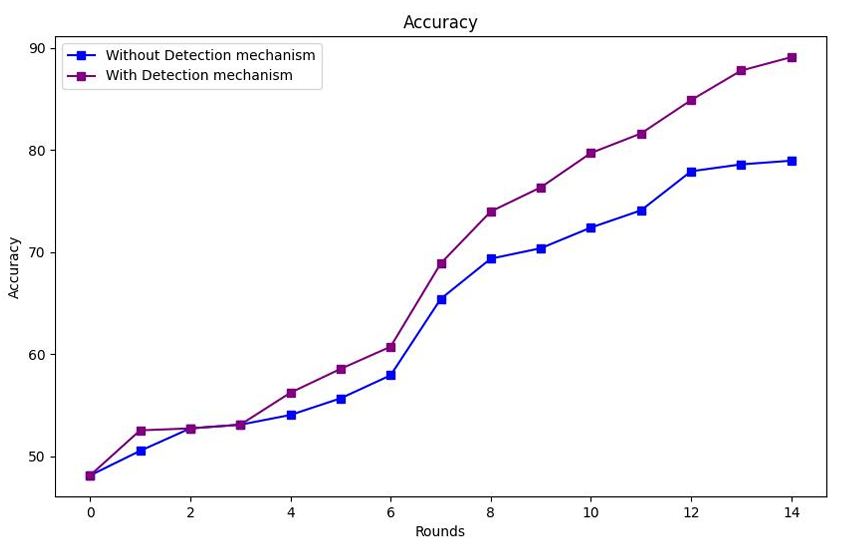 Accuracy
Without Detection mechanism
With Detection mechanism
90
80
70
60
50
Accuracy
0 2 4 6 8 10 12 14
Rounds